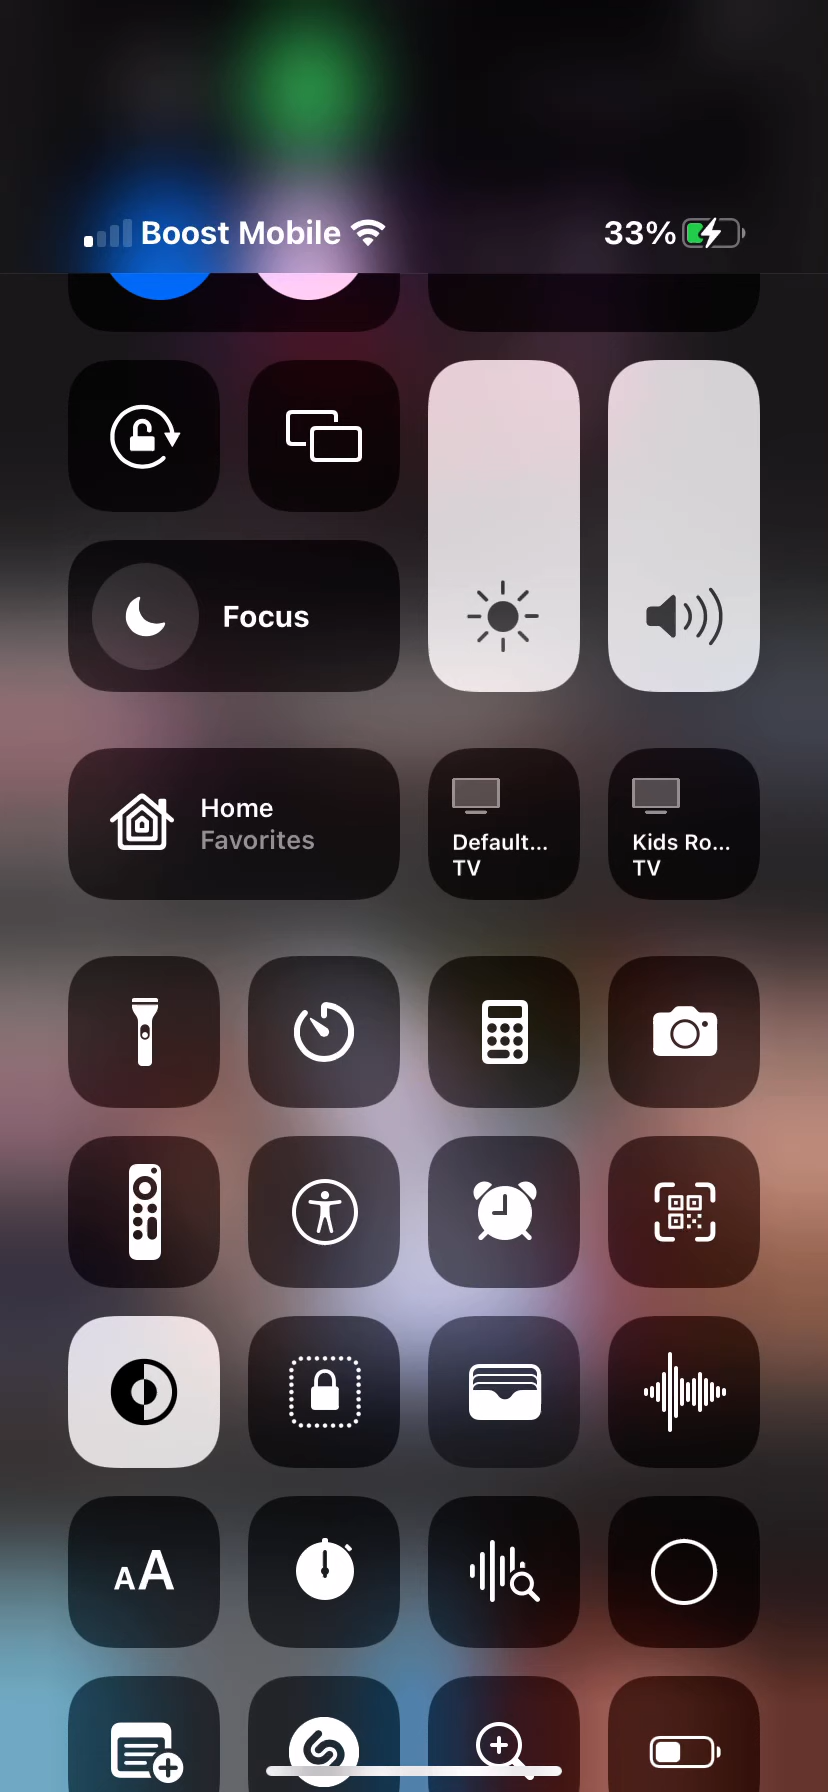 Boost Mobile
33%
Focus
Home
Favorites
Default...
TV
Kids Ro...
TV
AA